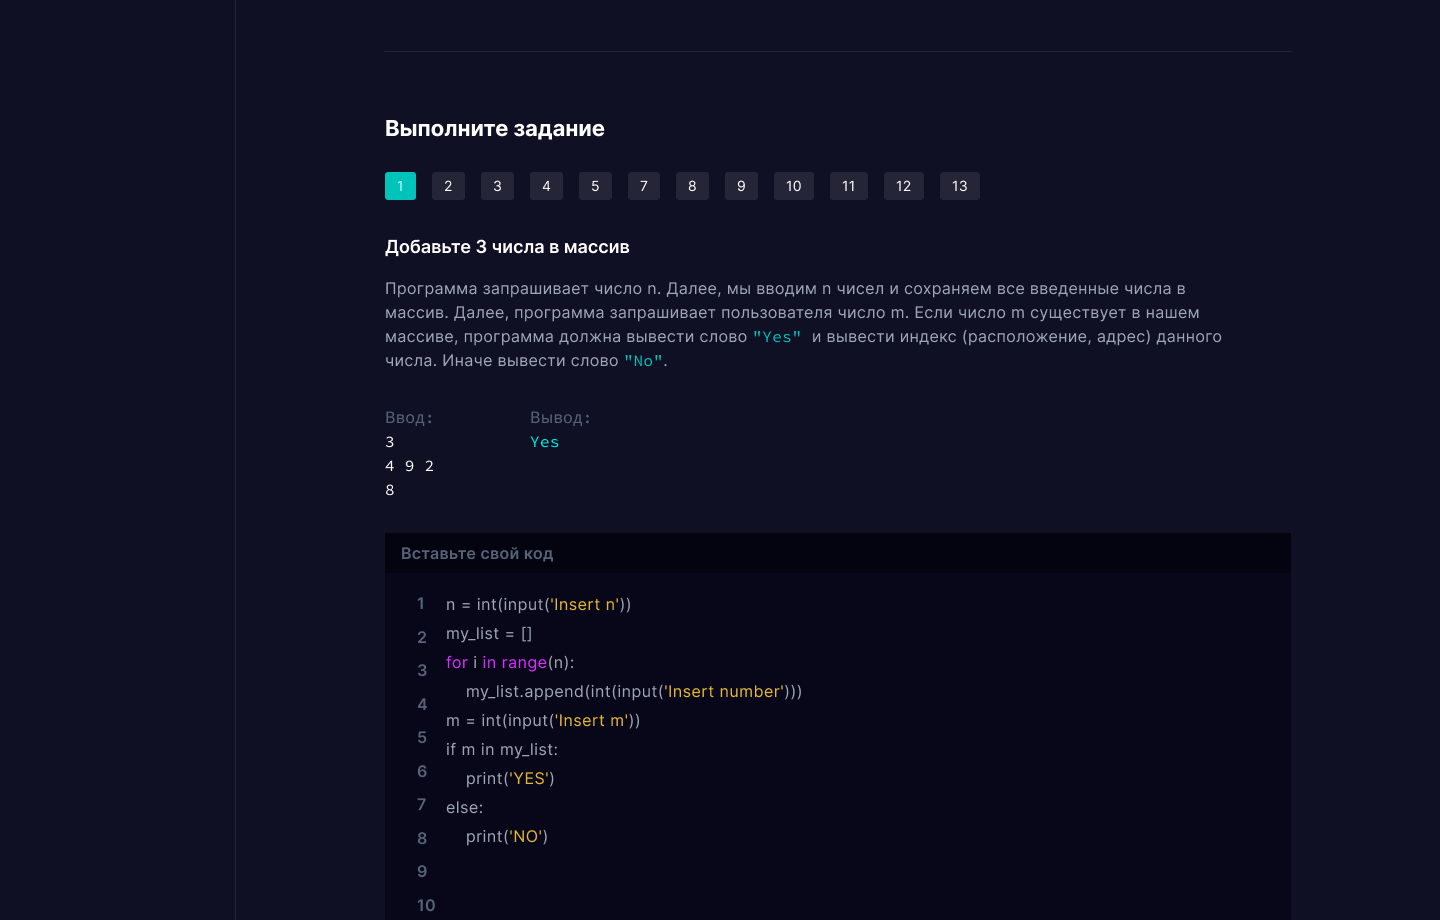 Выполните задание
1 2 3 4 5 7 8 9 10 11 12 13
Добавьте 3 числа в массив
Программа запрашивает число n. Далее, мы вводим n чисел и сохраняем все введенные числа в
массив. Далее, программа запрашивает пользователя число m. Если число m существует в нашем
массиве, программа должна вывести слово "Yes" и вывести индекс (расположение, адрес) данного
числа. Иначе вывести слово "No".
Ввод: Вывод:
3 Yes
4 9 2
8
Вставьте свой код
1 n = int(input('Insert n'))
2 my_list = []
3 for i in range(n):
4 my_list.append(int(input('Insert number')))
5 m = int(input('Insert m'))
6 if m in my_list:
7 print('YES')
8 else:
9 print('NO')
10